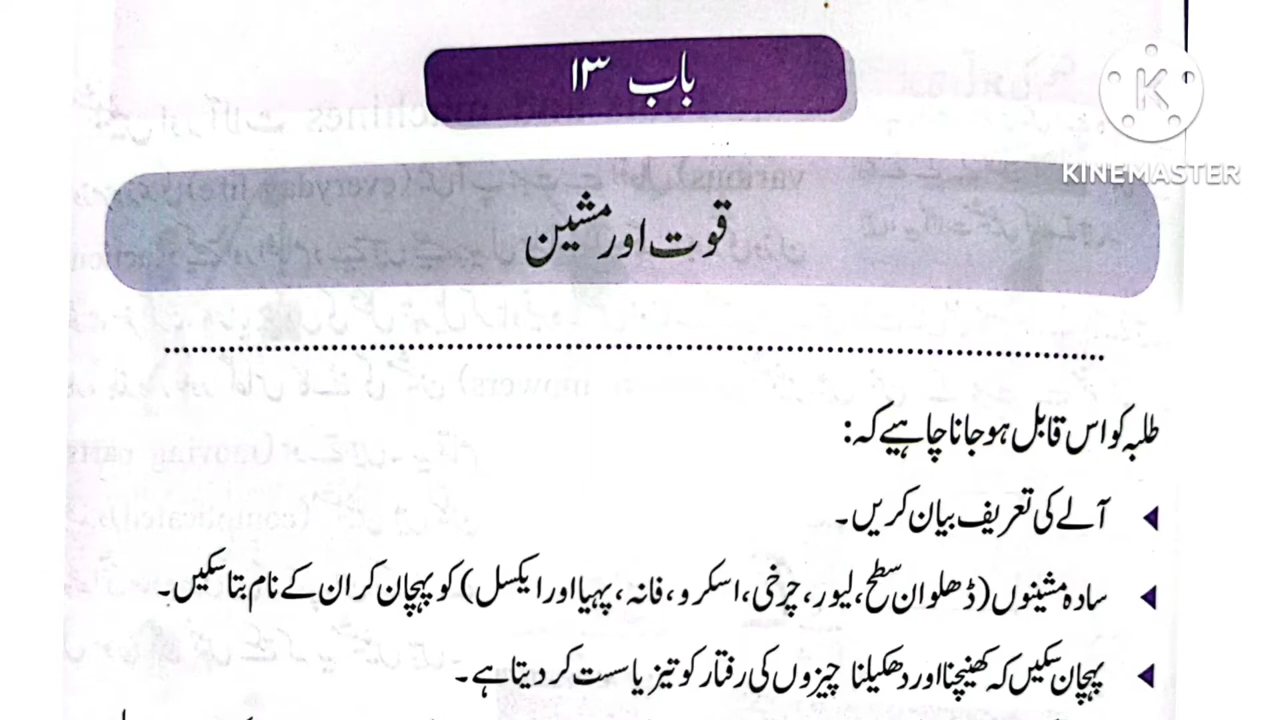 باب ۱۳
KINEMASTER
قوت اور مشین
طلبہ کو اس قابل ہو جانا چاہیے کہ:
آلے کی تعریف بیان کریں۔
سادہ مشینوں (ڈھلوان سطح، لیور، چرخی، اسکرو، فانہ، پہیا اور ایکسل) کو پہچان کر ان کے نام بتا سکیں۔
پہچان سکیں کہ کھینچنا اور دھکیلنا چیزوں کی رفتار کو تیز یا سست کر دیتا ہے۔